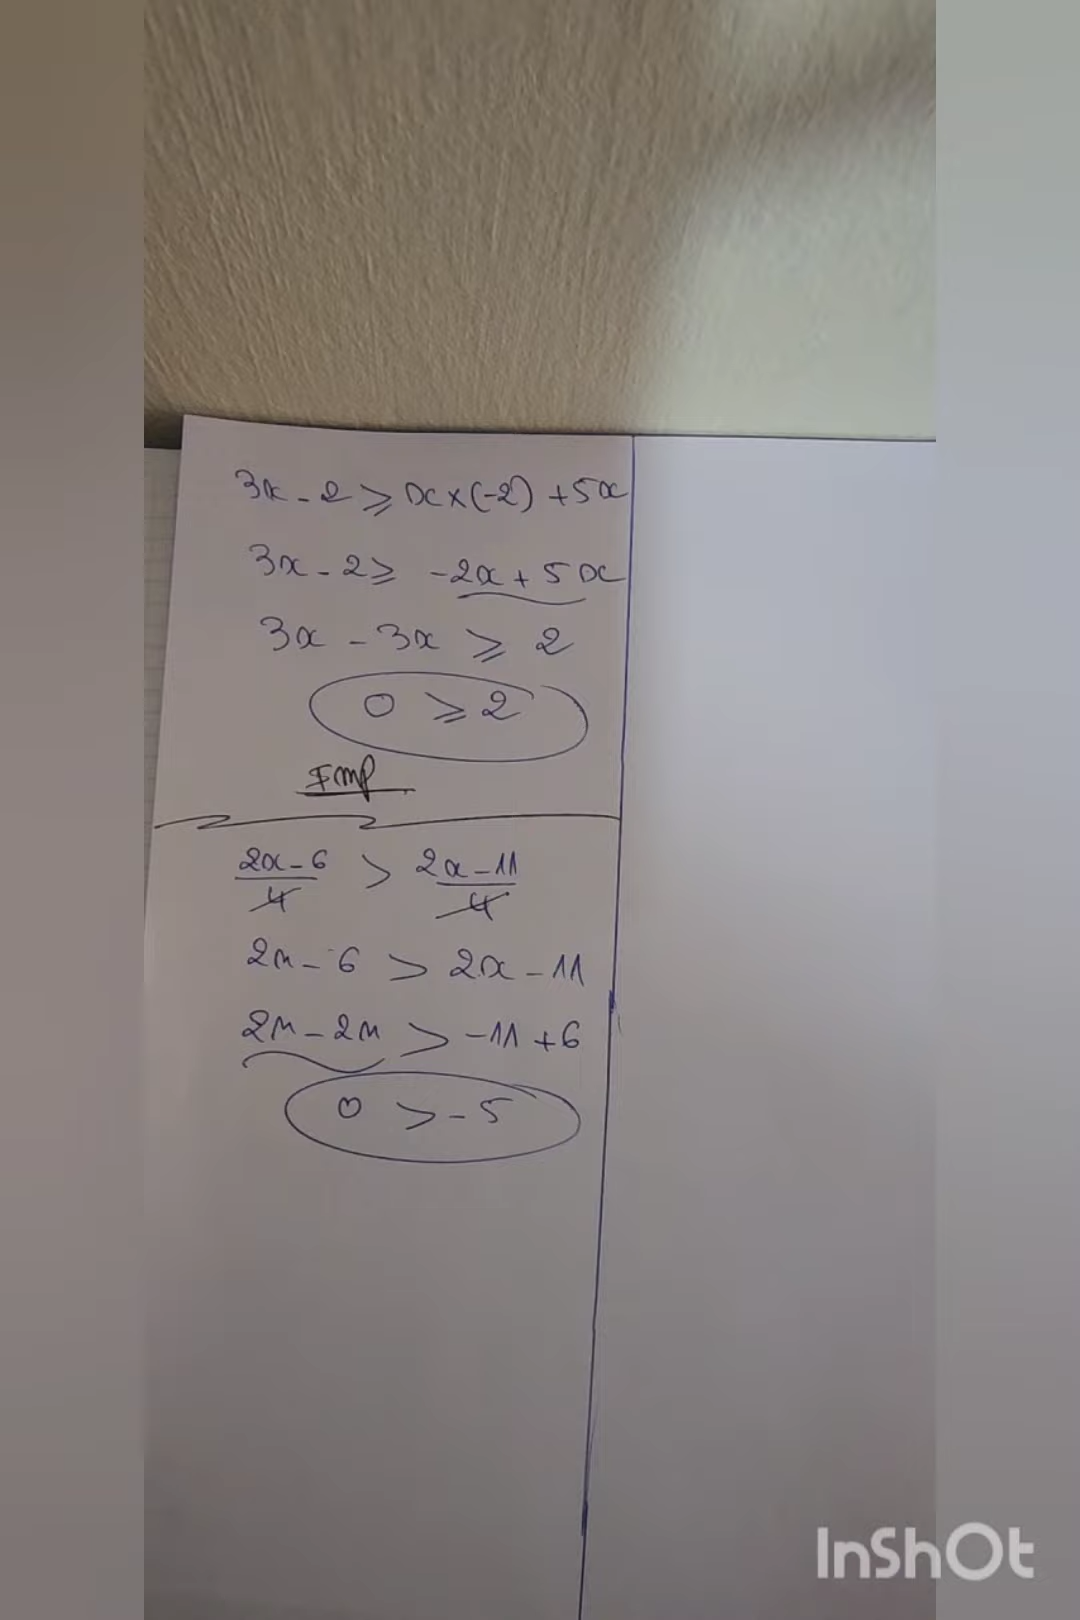 3x - 2 ⩾ x × (-2) + 5x
3x - 2 ⩾ -2x + 5x
3x - 3x ⩾ 2
0 ⩾ 2
Imp
2x - 6 / 4 > 2x - 11 / 4
2x - 6 > 2x - 11
2x - 2x > -11 + 6
0 > -5
InShOt